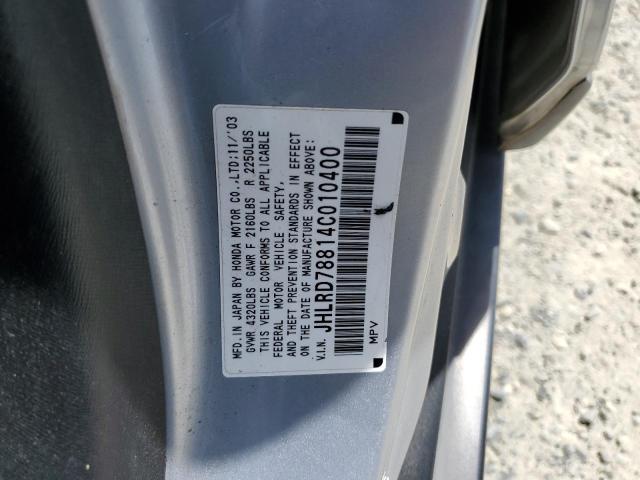 MFD. IN JAPAN BY HONDA MOTOR CO.,LTD:11/'03
GVWR 4320LBS GAWR F 2160LBS R 2250LBS
THIS VEHICLE CONFORMS TO ALL APPLICABLE
FEDERAL MOTOR VEHICLE SAFETY,
AND THEFT PREVENTION STANDARDS IN EFFECT
ON THE DATE OF MANUFACTURE SHOWN ABOVE:
V.I.N. JHLRD78814C010400
MPV